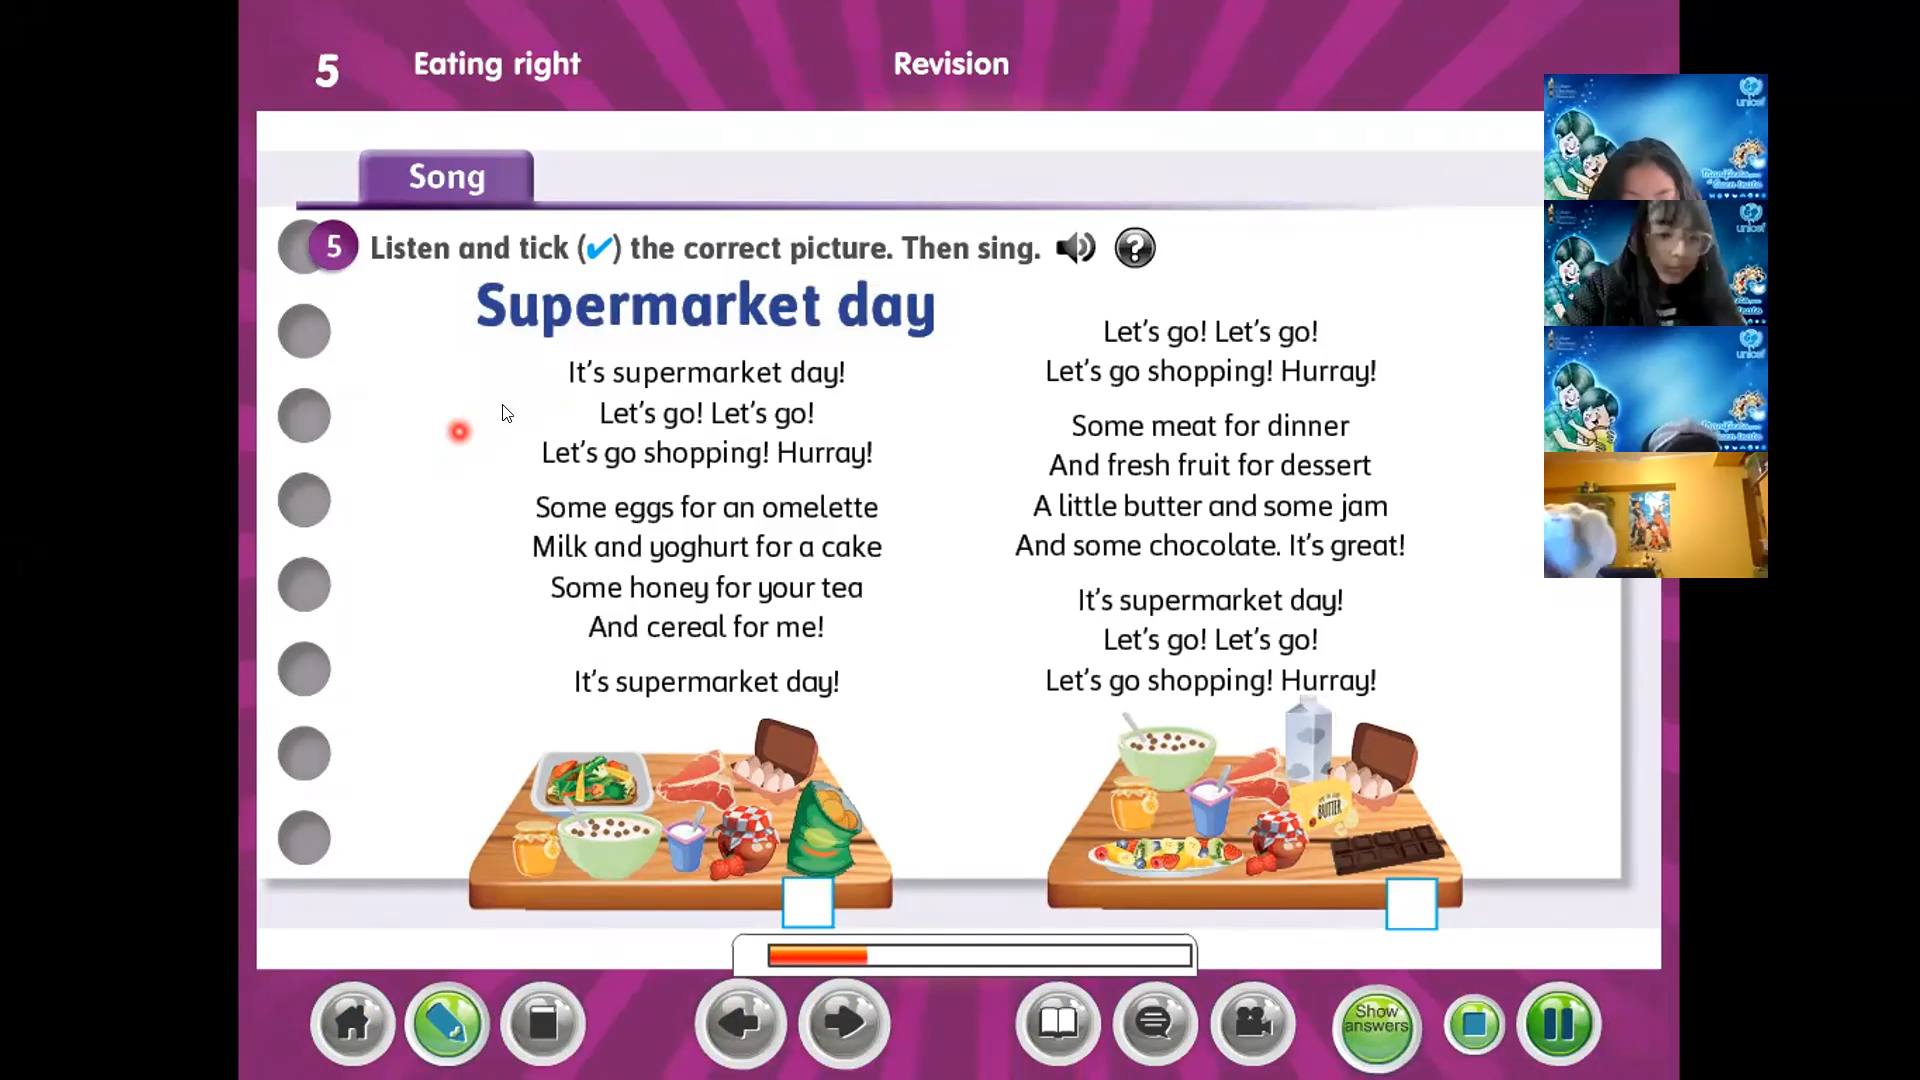 5 Eating right Revision
Song
5 Listen and tick (✔) the correct picture. Then sing.
Supermarket day
It's supermarket day!
Let's go! Let's go!
Let's go shopping! Hurray!
Some eggs for an omelette
Milk and yoghurt for a cake
Some honey for your tea
And cereal for me!
It's supermarket day!
Let's go! Let's go!
Let's go shopping! Hurray!
Some meat for dinner
And fresh fruit for dessert
A little butter and some jam
And some chocolate. It's great!
It's supermarket day!
Let's go! Let's go!
Let's go shopping! Hurray!
BUTTER
Show
answers
unicef
unicef
unicef